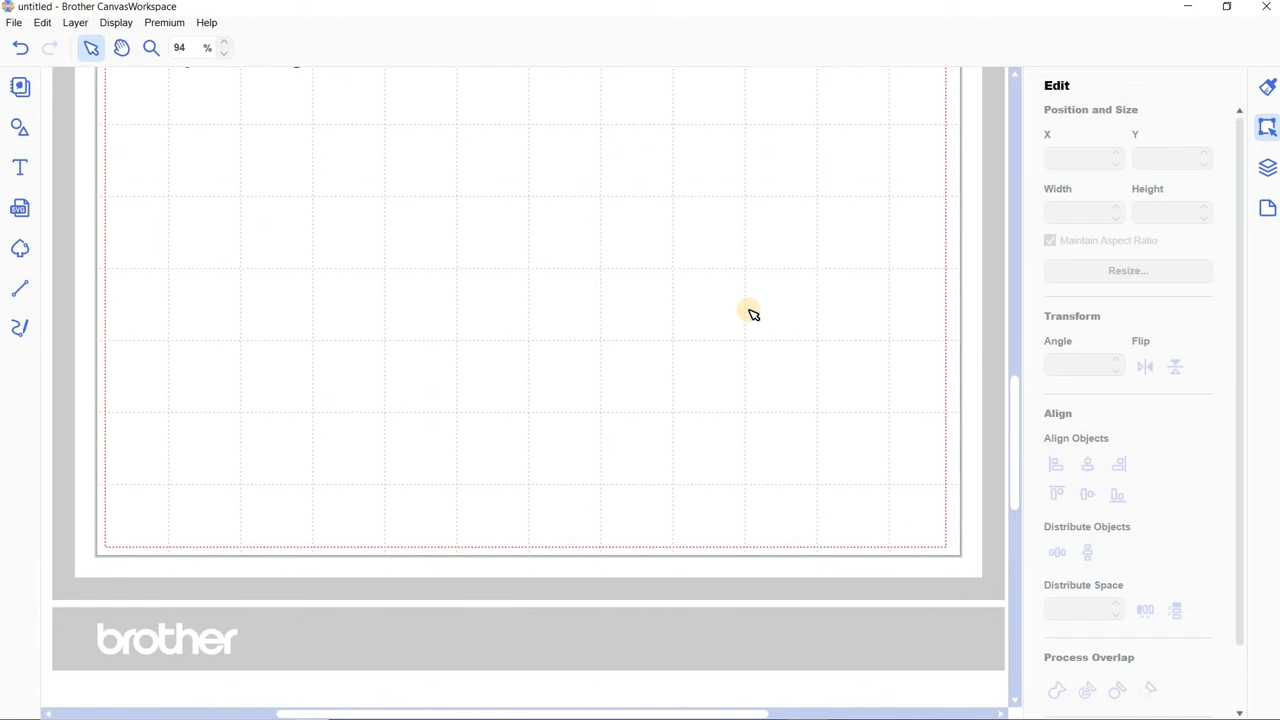 untitled - Brother CanvasWorkspace
File Edit Layer Display Premium Help
94 %
SVG
Edit
Position and Size
X Y
Width Height
Maintain Aspect Ratio
Resize...
Transform
Angle Flip
Align
Align Objects
Distribute Objects
Distribute Space
Process Overlap
brother